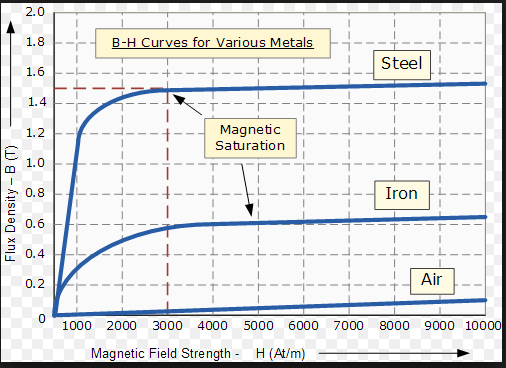 B-H Curves for Various Metals
Steel
Magnetic
Saturation
Iron
Air
Flux Density – B (T)
2.0
1.8
1.6
1.4
1.2
1.0
0.8
0.6
0.4
0.2
0
1000 2000 3000 4000 5000 6000 7000 8000 9000 10000
Magnetic Field Strength - H (At/m)